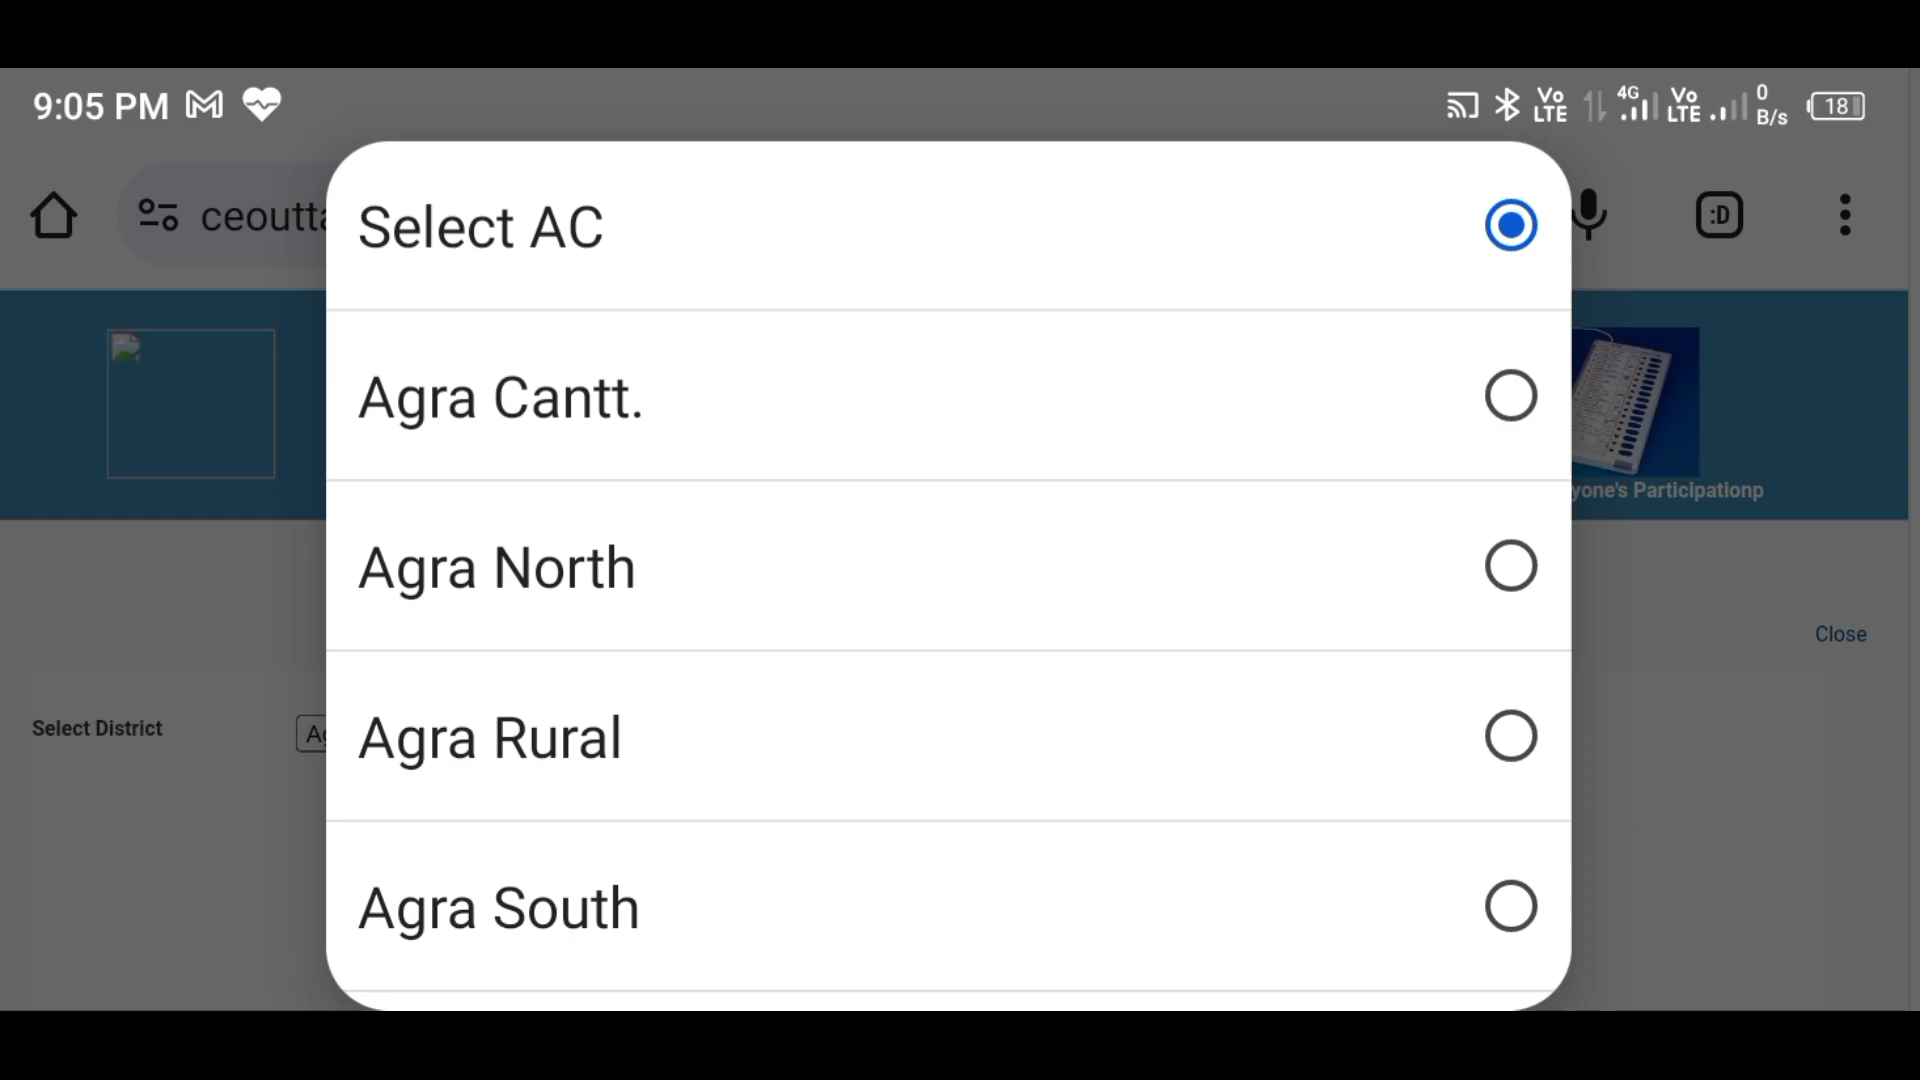 9:05 PM
Vo LTE 4G Vo LTE 0 B/s 18
ceoutta
:D
Select AC
Agra Cantt.
Agra North
Agra Rural
Agra South
yone's Participationp
Close
Select District
Ag